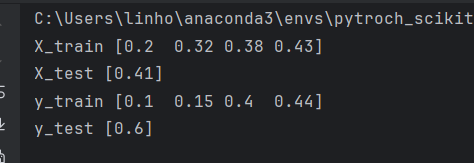 C:\Users\linho\anaconda3\envs\pytroch_scikit
X_train [0.2  0.32 0.38 0.43]
X_test [0.41]
y_train [0.1  0.15 0.4  0.44]
y_test [0.6]